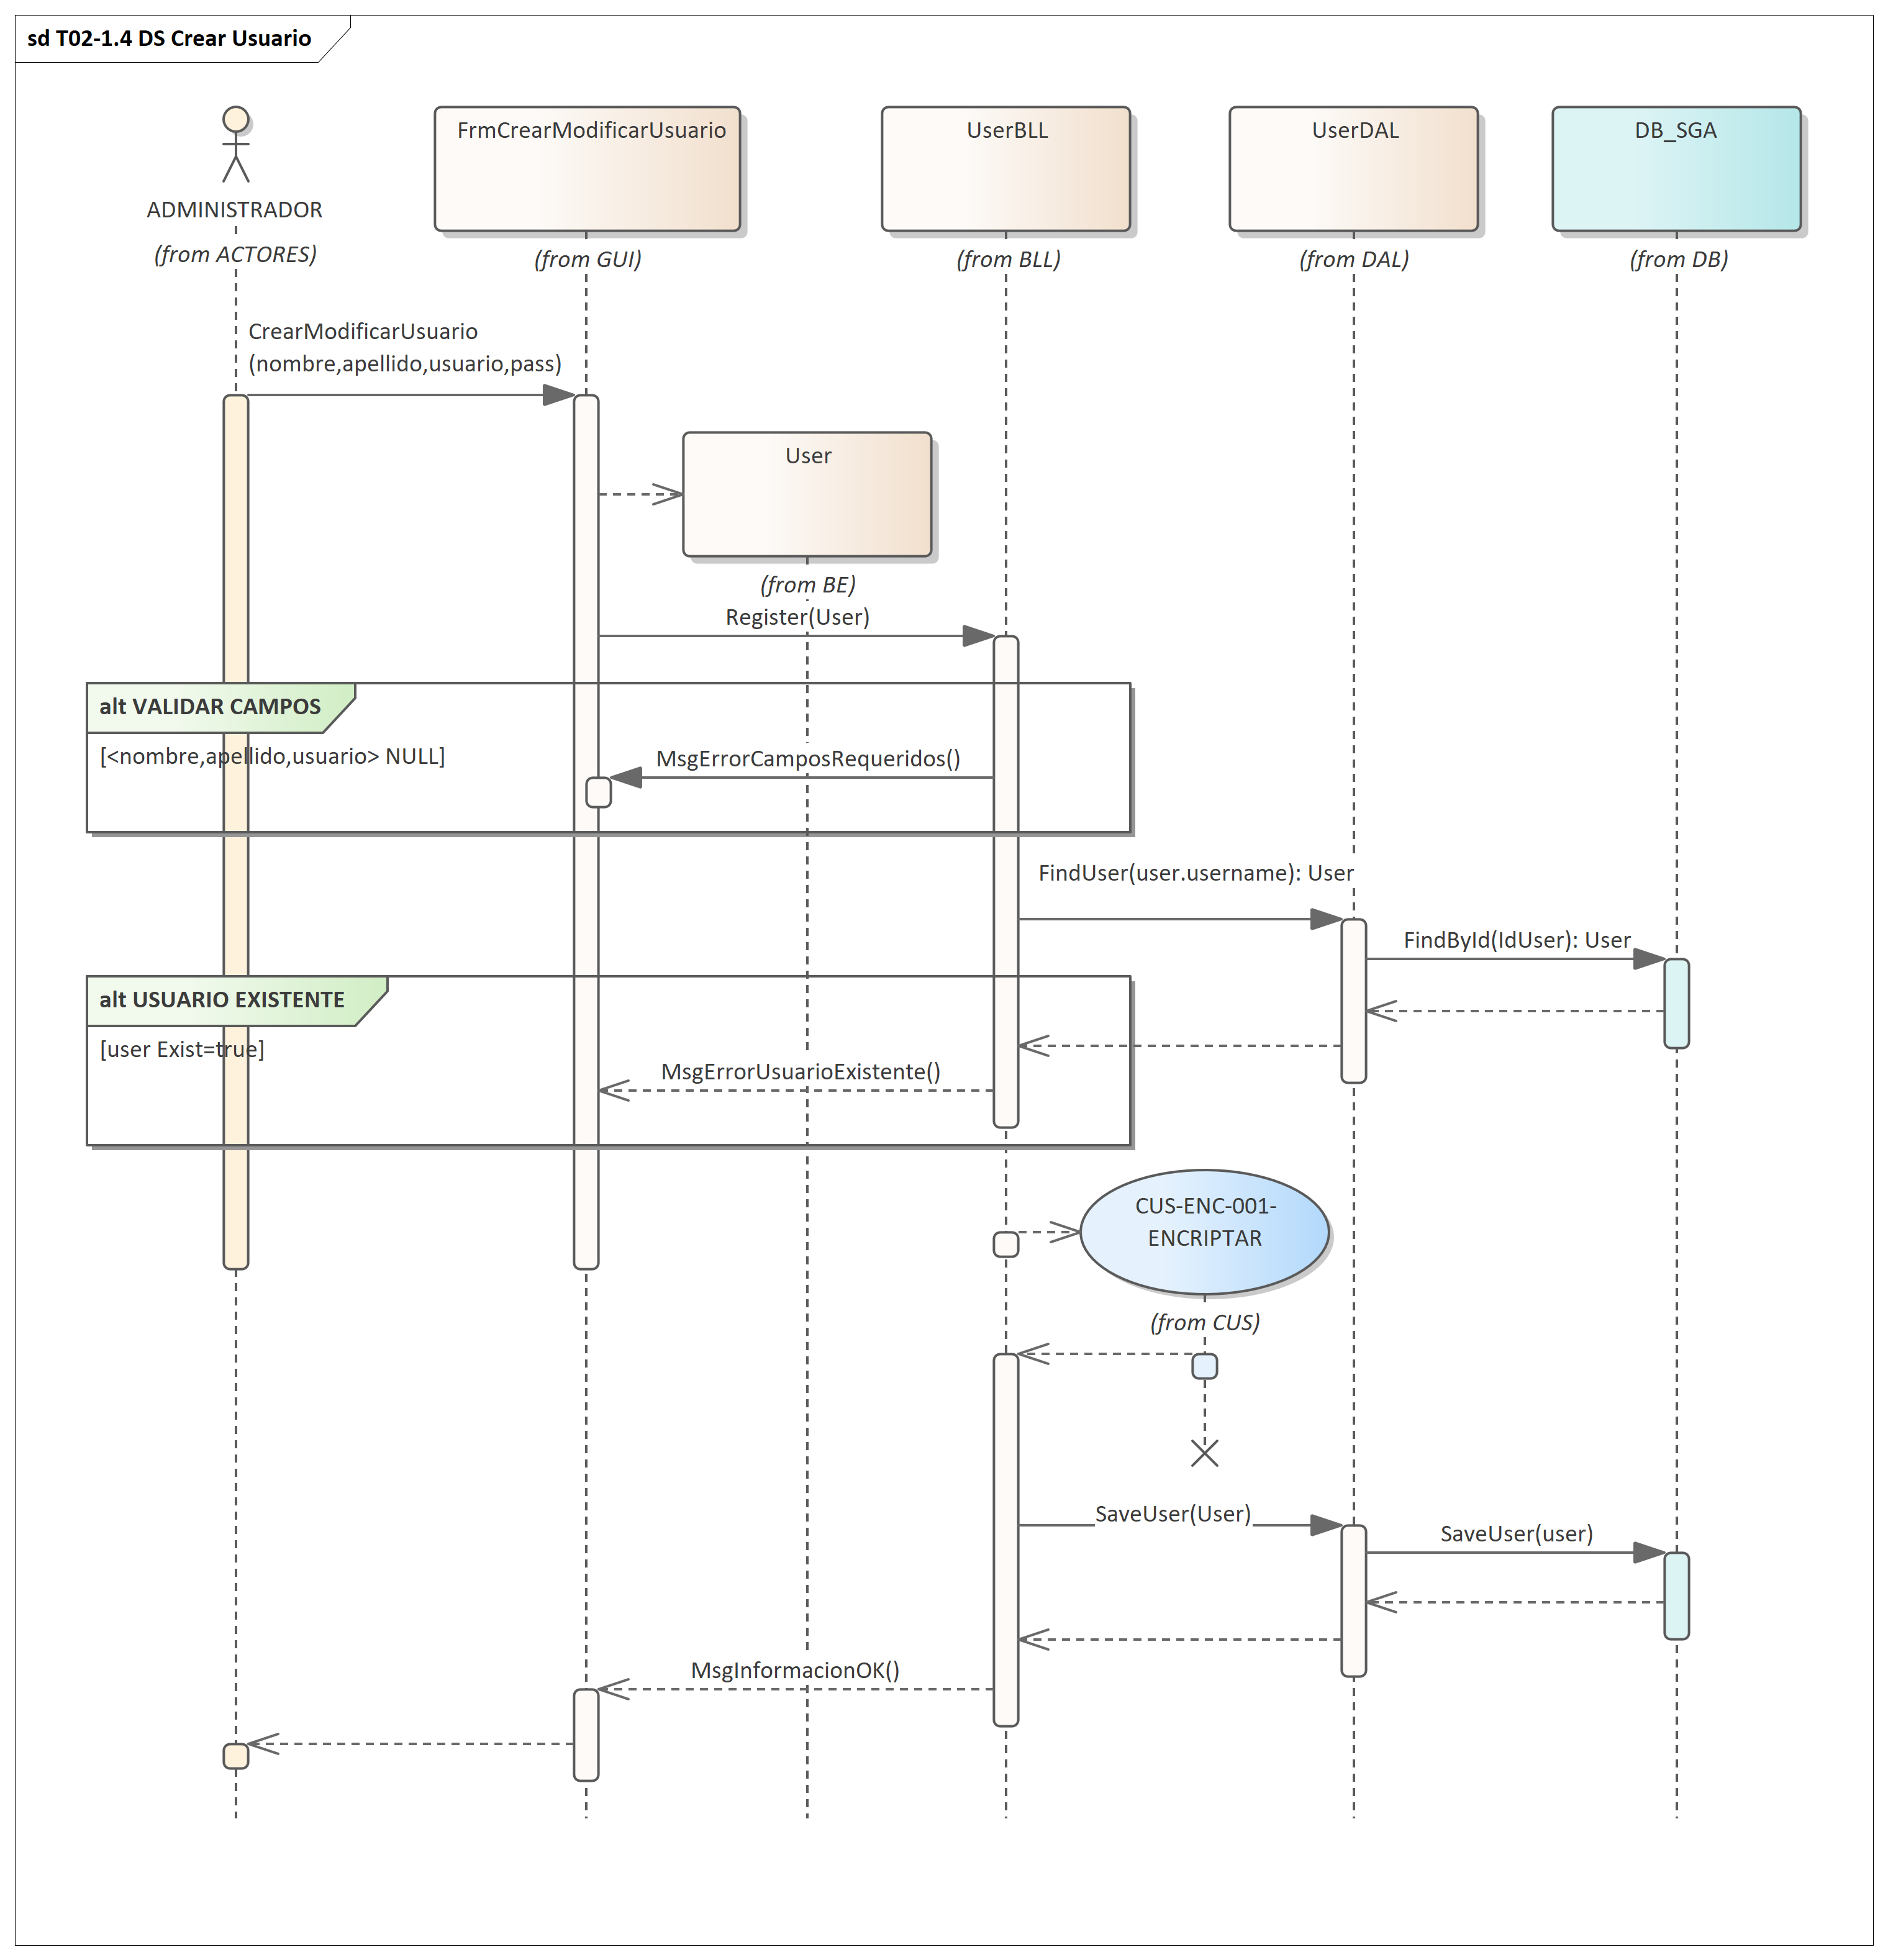 sd T02-1.4 DS Crear Usuario
ADMINISTRADOR
(from ACTORES)
FrmCrearModificarUsuario
(from GUI)
UserBLL
(from BLL)
UserDAL
(from DAL)
DB_SGA
(from DB)
CrearModificarUsuario
(nombre,apellido,usuario,pass)
User
(from BE)
Register(User)
alt VALIDAR CAMPOS
[<nombre,apellido,usuario> NULL]
MsgErrorCamposRequeridos()
FindUser(user.username): User
FindById(IdUser): User
alt USUARIO EXISTENTE
[user Exist=true]
MsgErrorUsuarioExistente()
CUS-ENC-001-
ENCRIPTAR
(from CUS)
SaveUser(User)
SaveUser(user)
MsgInformacionOK()